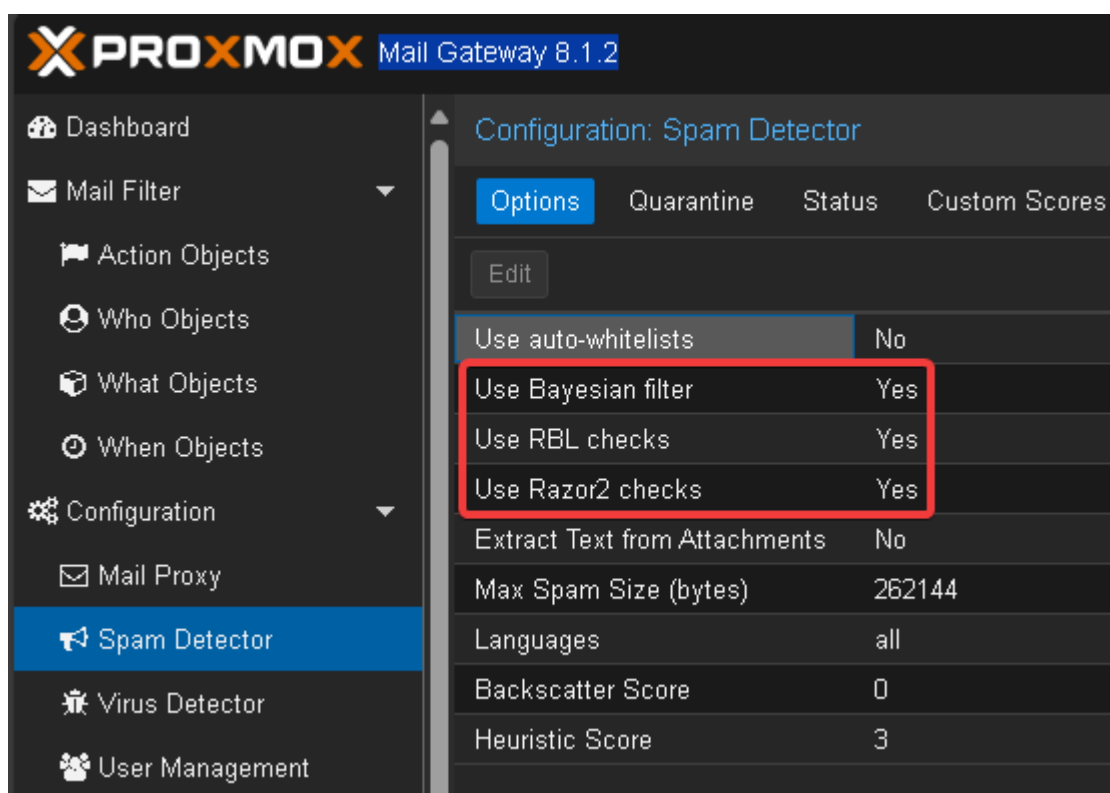 PROXMOX Mail Gateway 8.1.2
Dashboard
Mail Filter
Action Objects
Who Objects
What Objects
When Objects
Configuration
Mail Proxy
Spam Detector
Virus Detector
User Management
Configuration: Spam Detector
Options Quarantine Status Custom Scores
Edit
Use auto-whitelists No
Use Bayesian filter Yes
Use RBL checks Yes
Use Razor2 checks Yes
Extract Text from Attachments No
Max Spam Size (bytes) 262144
Languages all
Backscatter Score 0
Heuristic Score 3